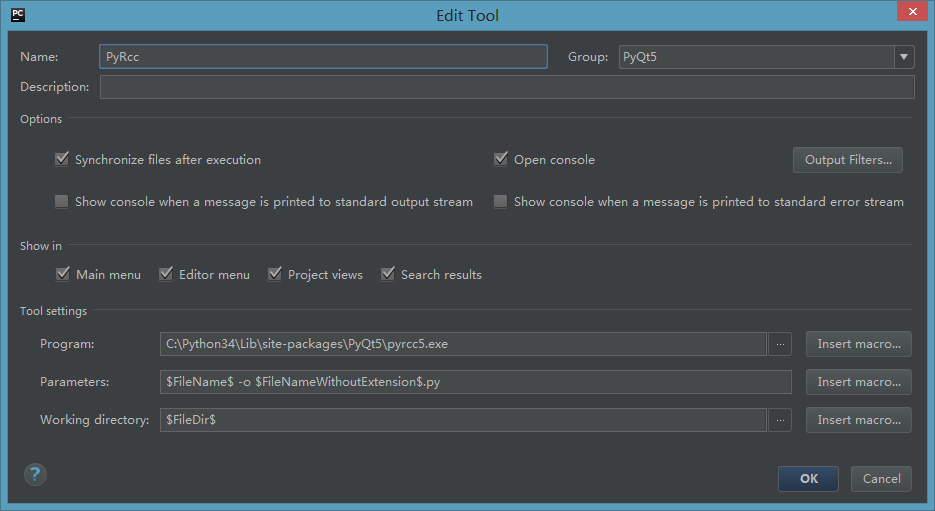 PC
Edit Tool
Name: PyRcc Group: PyQt5
Description:
Options
Synchronize files after execution Open console Output Filters...
Show console when a message is printed to standard output stream Show console when a message is printed to standard error stream
Show in
Main menu Editor menu Project views Search results
Tool settings
Program: C:\Python34\Lib\site-packages\PyQt5\pyrcc5.exe ... Insert macro...
Parameters: $FileName$ -o $FileNameWithoutExtension$.py Insert macro...
Working directory: $FileDir$ ... Insert macro...
? OK Cancel